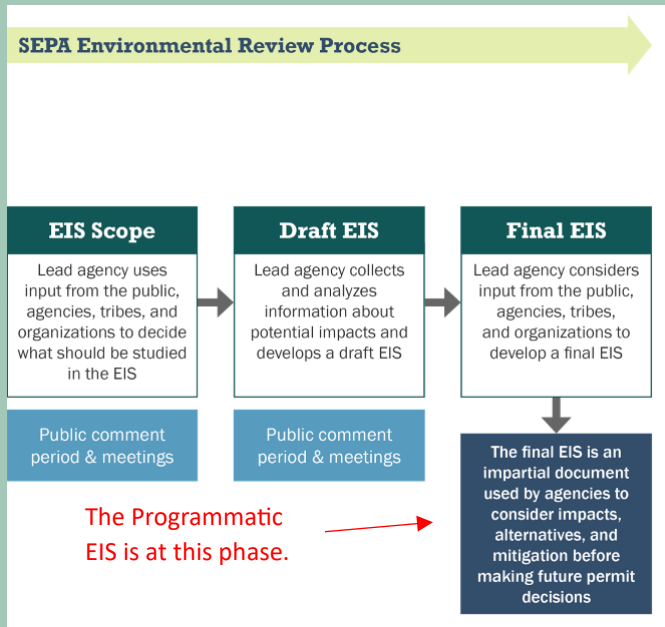 SEPA Environmental Review Process
EIS Scope
Lead agency uses
input from the public,
agencies, tribes, and
organizations to decide
what should be studied
in the EIS
Public comment
period & meetings
Draft EIS
Lead agency collects
and analyzes
information about
potential impacts and
develops a draft EIS
Public comment
period & meetings
Final EIS
Lead agency considers
input from the public,
agencies, tribes,
and organizations to
develop a final EIS
The final EIS is an
impartial document
used by agencies to
consider impacts,
alternatives, and
mitigation before
making future permit
decisions
The Programmatic
EIS is at this phase.